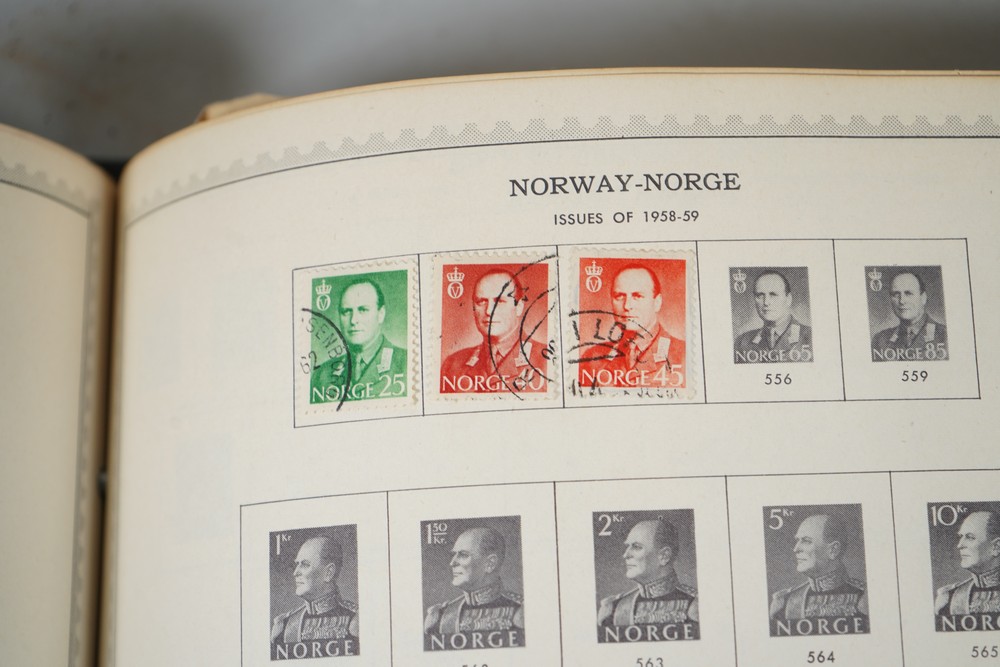 NORWAY-NORGE
ISSUES OF 1958-59
NORGE 25
NORGE
NORGE 45
NORGE 65
NORGE 85
62
556
559
1 Kr
1 50 Kr.
2 Kr
5 Kr
10 Kr
NORGE
NORGE
NORGE
NORGE
NORGE
563
564
565